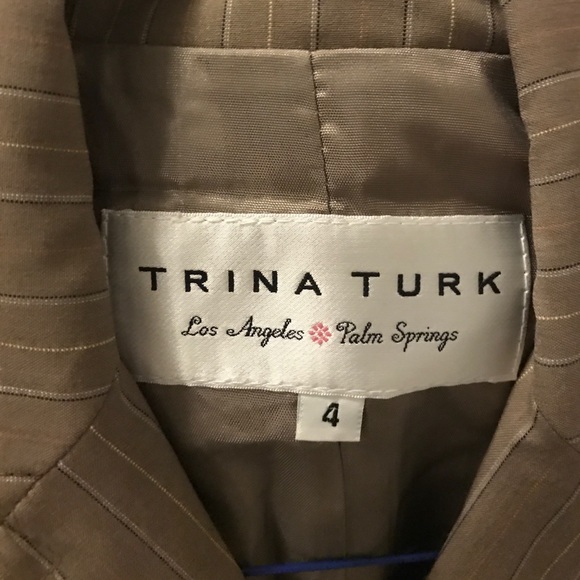 TRINA TURK
Los Angeles Palm Springs
4